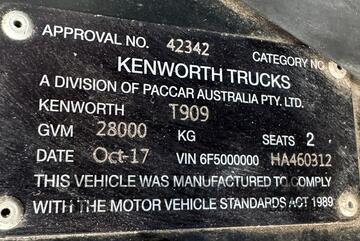 APPROVAL NO. 42342 CATEGORY NO
KENWORTH TRUCKS
A DIVISION OF PACCAR AUSTRALIA PTY. LTD.
KENWORTH T909
GVM 28000 KG SEATS 2
DATE Oct-17 VIN 6F5000000 HA460312
THIS VEHICLE WAS MANUFACTURED TO COMPLY
WITH THE MOTOR VEHICLE STANDARDS ACT 1989